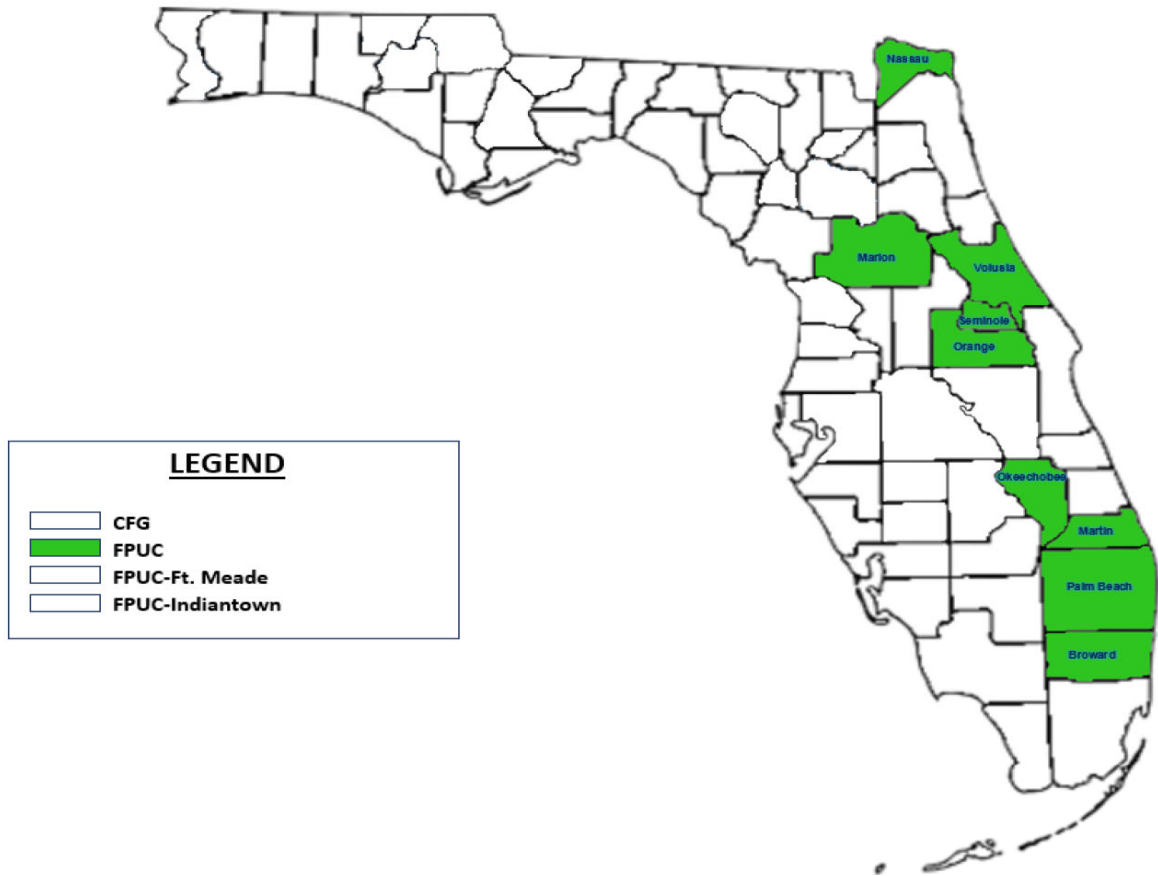 Nassau
Marion
Volusia
Seminole
Orange
LEGEND
CFG
FPUC
FPUC-Ft. Meade
FPUC-Indiantown
Okeechobee
Martin
Palm Beach
Broward